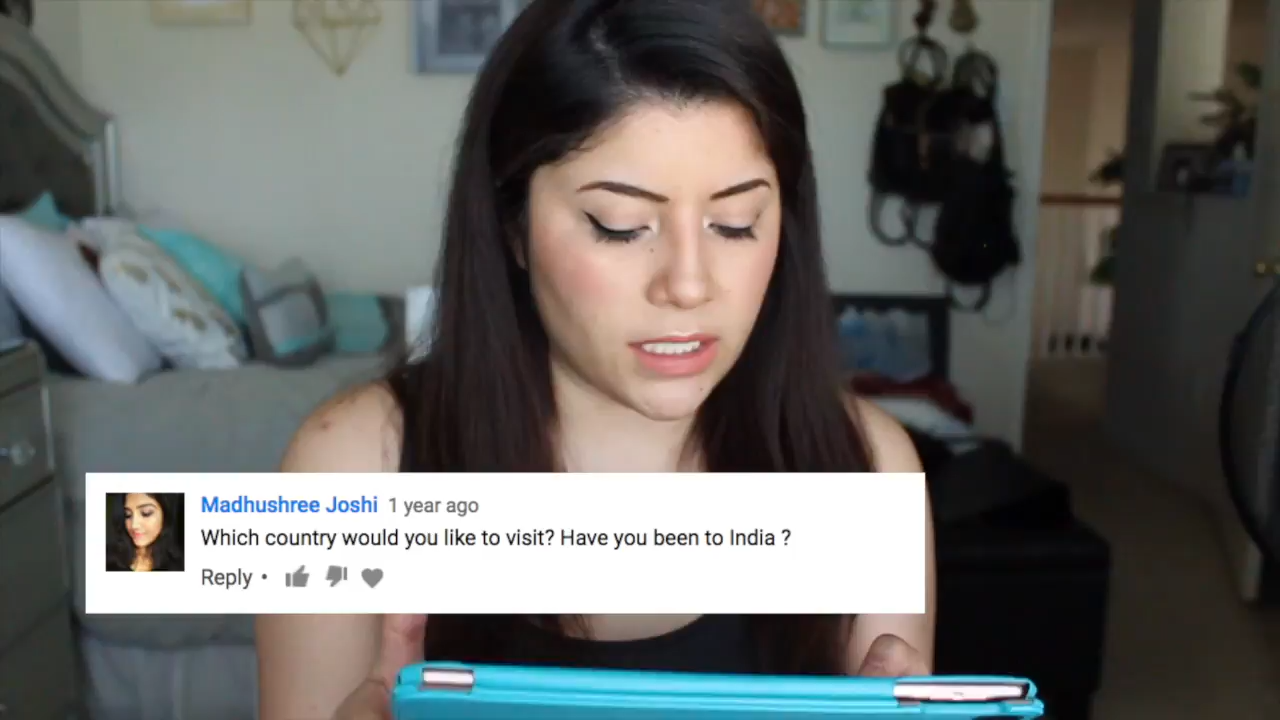 Madhushree Joshi 1 year ago
Which country would you like to visit? Have you been to India ?
Reply •